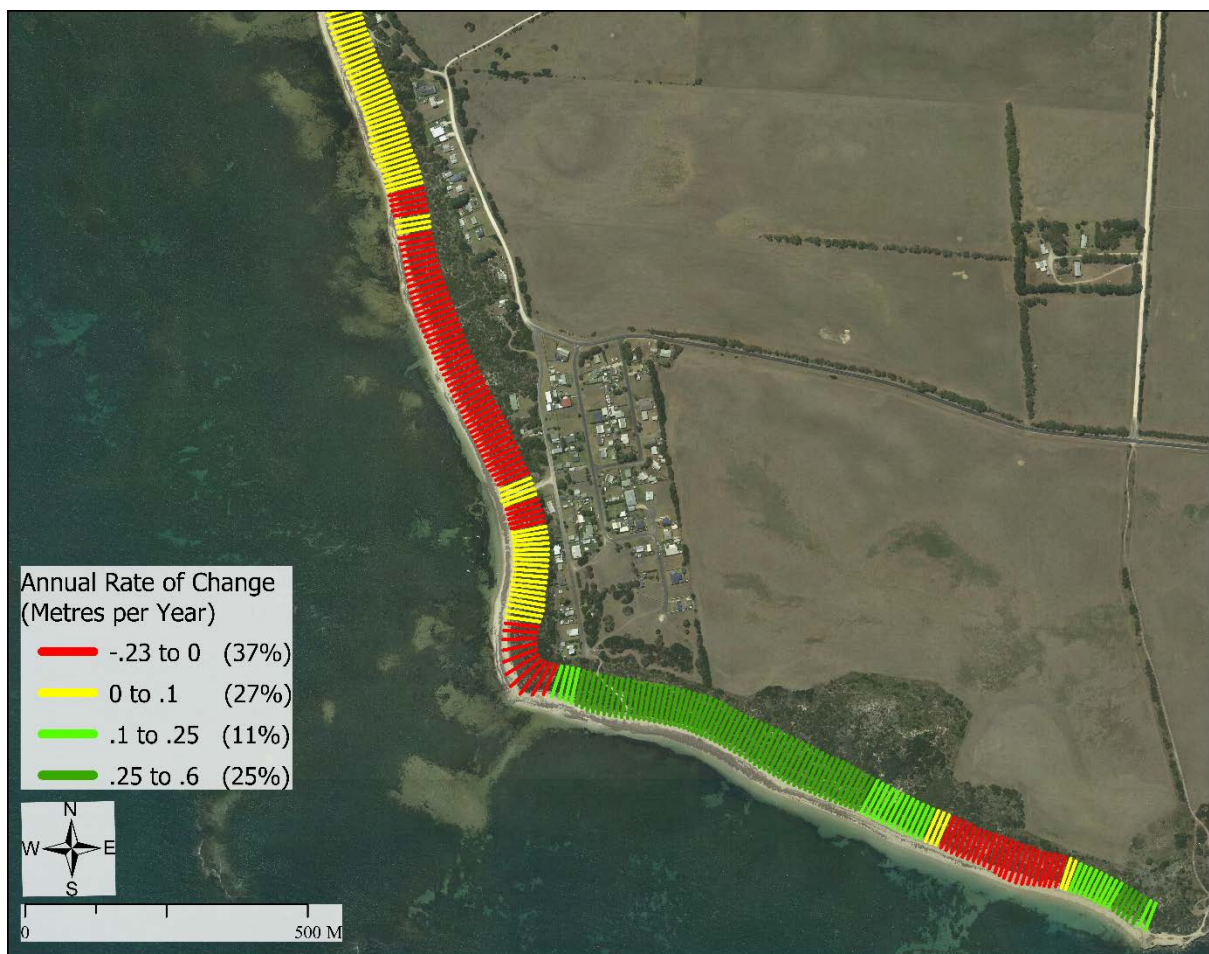 Annual Rate of Change
(Metres per Year)
-.23 to 0 (37%)
0 to .1 (27%)
.1 to .25 (11%)
.25 to .6 (25%)
N
W E
S
0 500 M